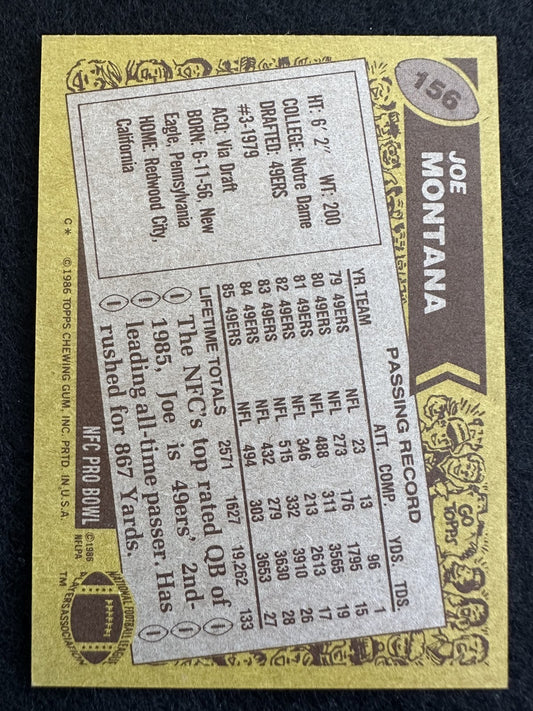 156
JOE
MONTANA
HT: 6' 2" WT: 200
COLLEGE: Notre Dame
DRAFTED: 49ERS
#3-1979
ACQ: Via Draft
BORN: 6-11-56, New
Eagle, Pennsylvania
HOME: Redwood City,
California
PASSING RECORD
YR. TEAM ATT. COMP. YDS. TDS.
79 49ERS NFL 23 13 96 1
80 49ERS NFL 273 176 1795 15
81 49ERS NFL 488 311 3565 19
82 49ERS NFL 346 213 2613 17
83 49ERS NFL 515 332 3910 26
84 49ERS NFL 432 279 3630 28
85 49ERS NFL 494 303 3653 27
LIFETIME TOTALS 2571 1627 19,262 133
The NFC's top rated QB of
1985, Joe is 49ers' 2nd-
leading all-time passer. Has
rushed for 867 Yards.
GO
TOPPS
NFC PRO BOWL
©1986
NFLPA
NATIONAL FOOTBALL LEAGUE
PLAYERS ASSOCIATION
TM
C* ©1986 TOPPS CHEWING GUM, INC. PRTD. IN U.S.A.